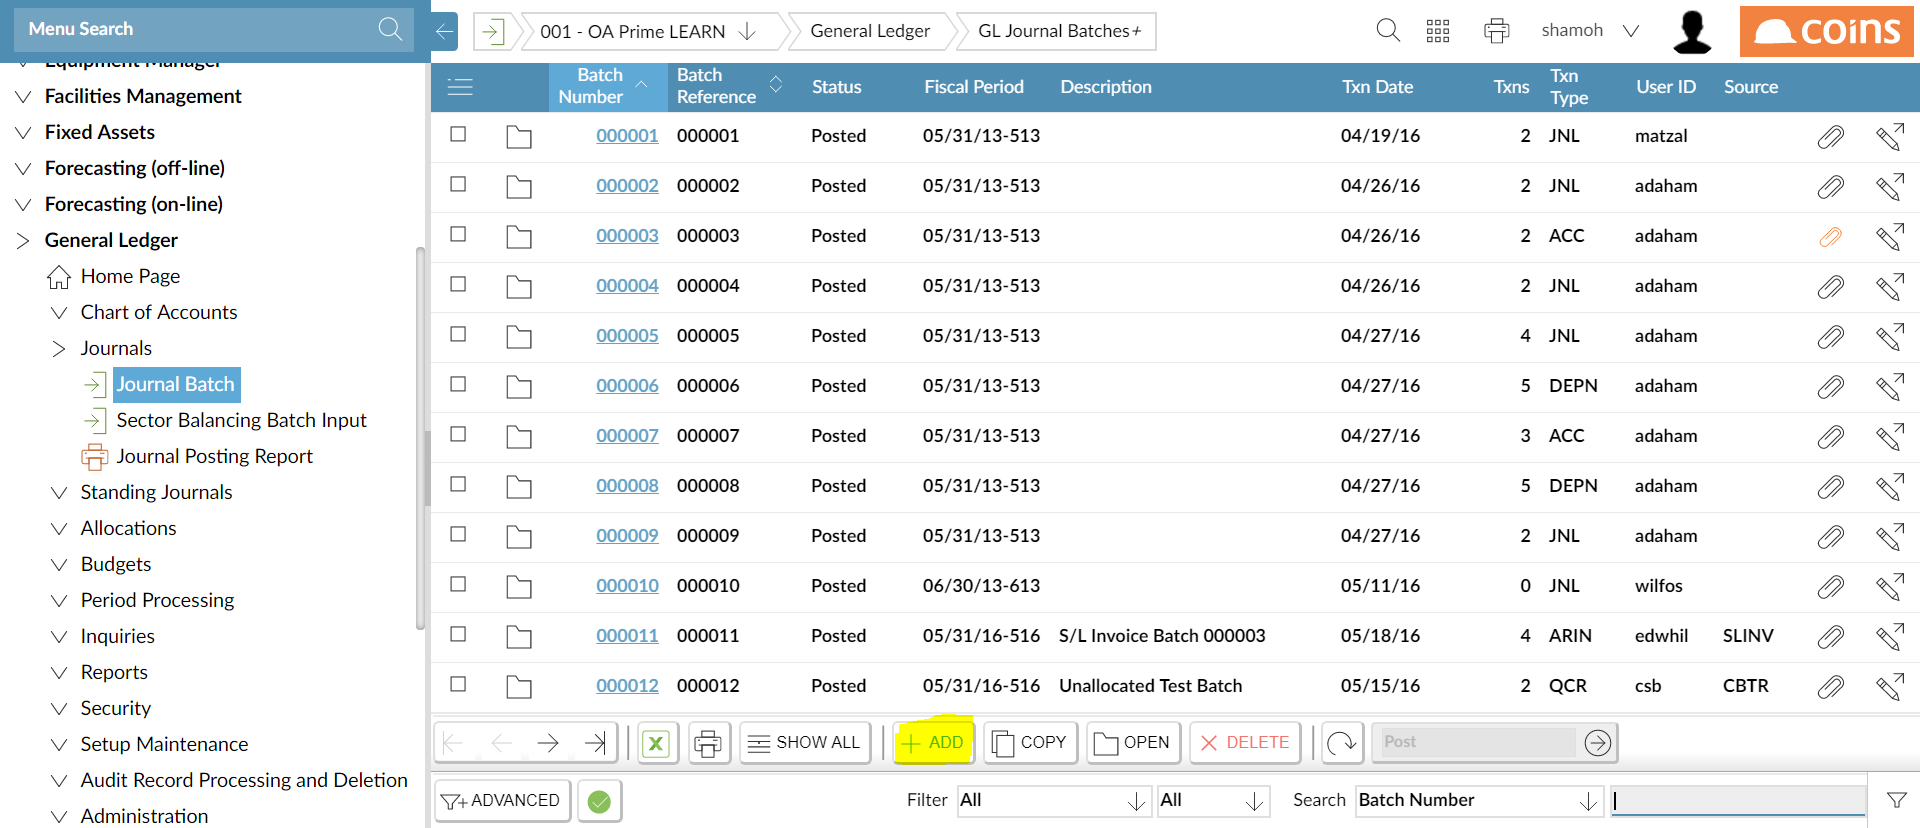 Menu Search
001 - OA Prime LEARN
General Ledger
GL Journal Batches+
shamoh
coins
Equipment Manager
Facilities Management
Fixed Assets
Forecasting (off-line)
Forecasting (on-line)
General Ledger
Home Page
Chart of Accounts
Journals
Journal Batch
Sector Balancing Batch Input
Journal Posting Report
Standing Journals
Allocations
Budgets
Period Processing
Inquiries
Reports
Security
Setup Maintenance
Audit Record Processing and Deletion
Administration
Batch Number Batch Reference Status Fiscal Period Description Txn Date Txns Txn Type User ID Source
000001 000001 Posted 05/31/13-513 04/19/16 2 JNL matzal
000002 000002 Posted 05/31/13-513 04/26/16 2 JNL adaham
000003 000003 Posted 05/31/13-513 04/26/16 2 ACC adaham
000004 000004 Posted 05/31/13-513 04/26/16 2 JNL adaham
000005 000005 Posted 05/31/13-513 04/27/16 4 JNL adaham
000006 000006 Posted 05/31/13-513 04/27/16 5 DEPN adaham
000007 000007 Posted 05/31/13-513 04/27/16 3 ACC adaham
000008 000008 Posted 05/31/13-513 04/27/16 5 DEPN adaham
000009 000009 Posted 05/31/13-513 04/27/16 2 JNL adaham
000010 000010 Posted 06/30/13-613 05/11/16 0 JNL wilfos
000011 000011 Posted 05/31/16-516 S/L Invoice Batch 000003 05/18/16 4 ARIN edwhil SLINV
000012 000012 Posted 05/31/16-516 Unallocated Test Batch 05/15/16 2 QCR csb CBTR
SHOW ALL ADD COPY OPEN DELETE Post
ADVANCED Filter All All Search Batch Number